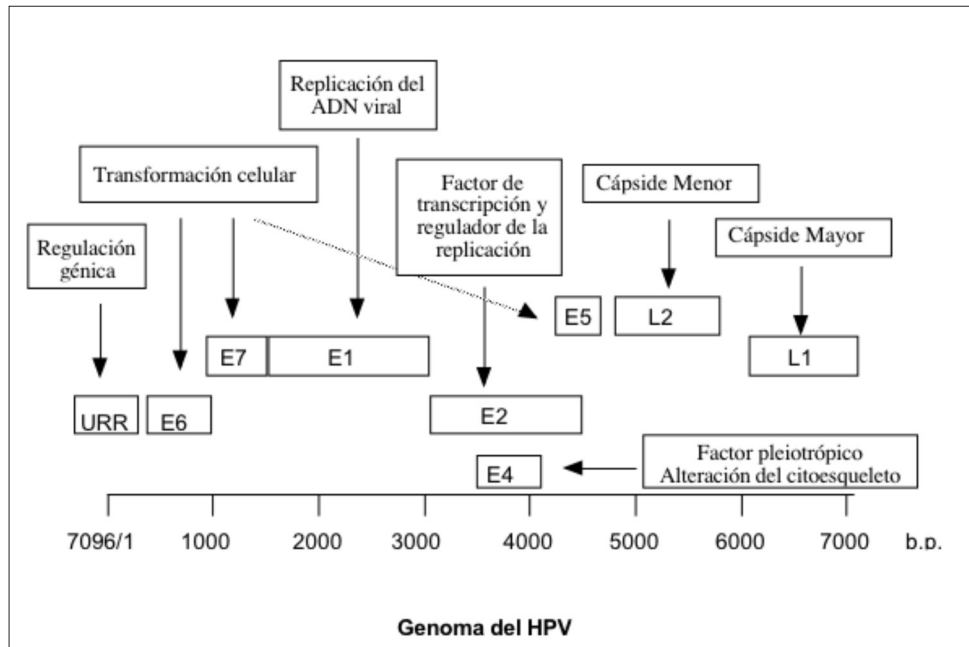 Replicación del
ADN viral
Transformación celular
Factor de
transcripción y
regulador de la
replicación
Cápside Menor
Cápside Mayor
Regulación
génica
E5
L2
E7
E1
L1
URR
E6
E2
E4
Factor pleiotrópico
Alteración del citoesqueleto
7096/1 1000 2000 3000 4000 5000 6000 7000 b.p.
Genoma del HPV